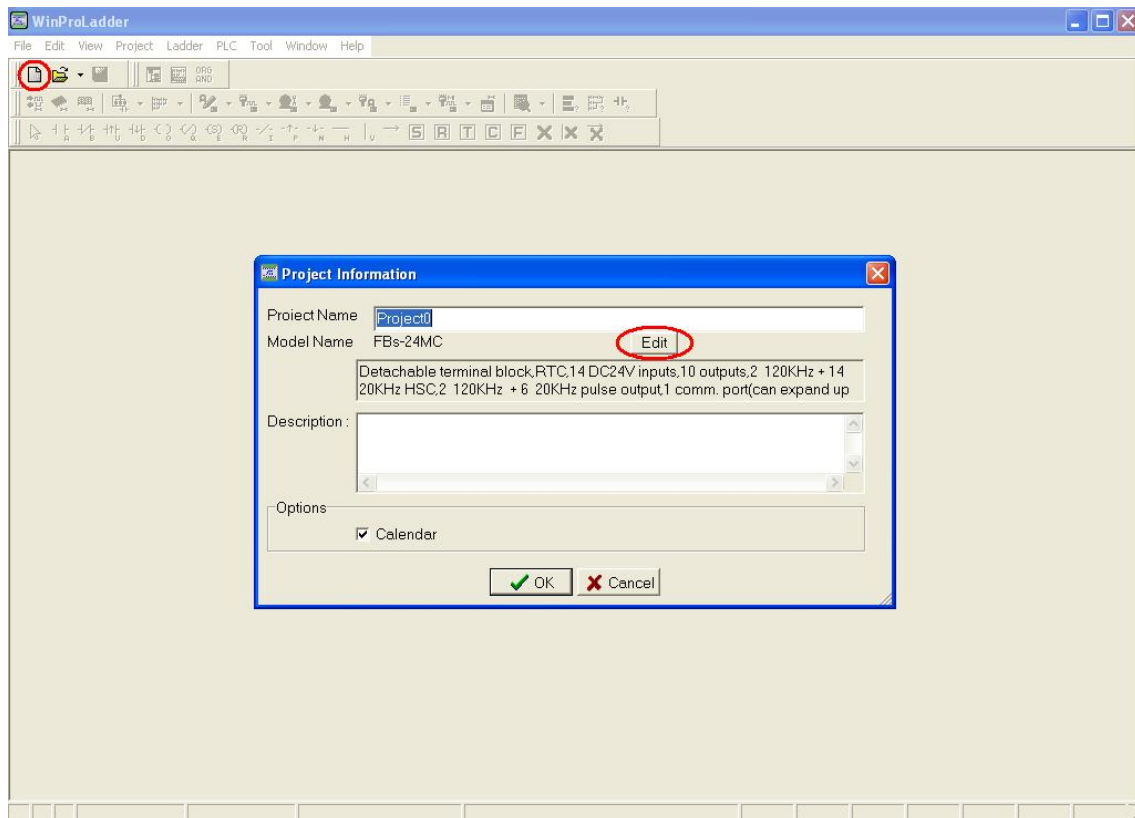 WinProLadder
File Edit View Project Ladder PLC Tool Window Help
ORG
AND
A B U D Q S R I P N H V S R T C F
Project Information
Project Name Project0
Model Name FBs-24MC Edit
Detachable terminal block,RTC,14 DC24V inputs,10 outputs,2 120KHz + 14
20KHz HSC,2 120KHz + 6 20KHz pulse output,1 comm. port(can expand up
Description :
Options
Calendar
OK Cancel